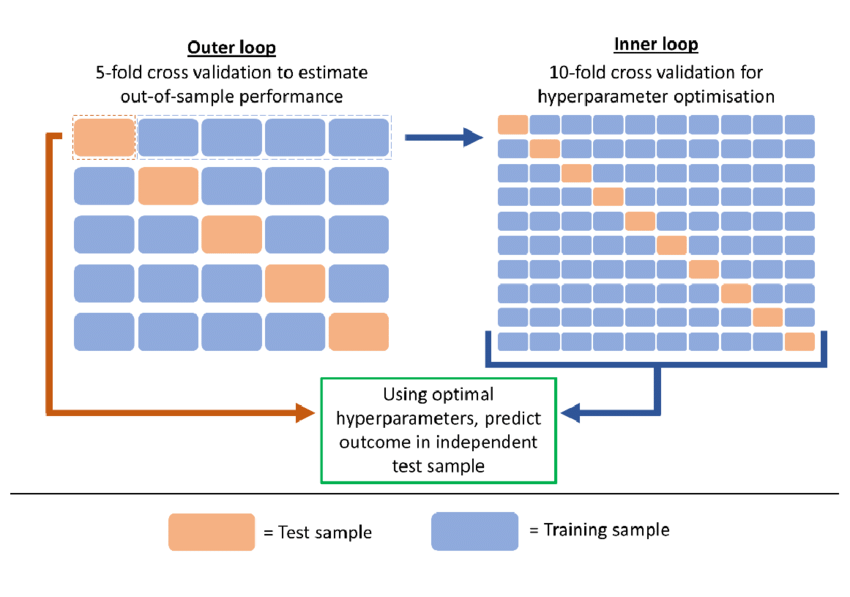 Outer loop
5-fold cross validation to estimate
out-of-sample performance
Inner loop
10-fold cross validation for
hyperparameter optimisation
Using optimal
hyperparameters, predict
outcome in independent
test sample
= Test sample
= Training sample